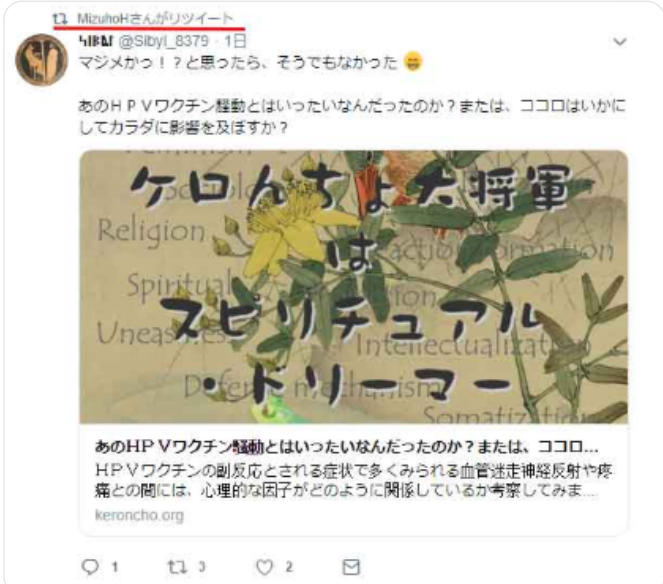 MizuhoHさんがリツイート
@Sibyl_8379 · 1日
マジメかっ!?と思ったら、そうでもなかった
あのHPVワクチン騒動とはいったいなんだったのか?または、ココロはいかに
してカラダに影響を及ぼすか?
ケロんちょ大将軍
Religion
は
Spiritual
スピリチュアル
Intellectualization
・ドリーマー
Somatizatio
あのHPVワクチン騒動とはいったいなんだったのか?または、ココロ...
HPVワクチンの副反応とされる症状で多くみられる血管迷走神経反射や疼
痛との間には、心理的な因子がどのように関係しているか考察してみま...
keroncho.org
1 3 2